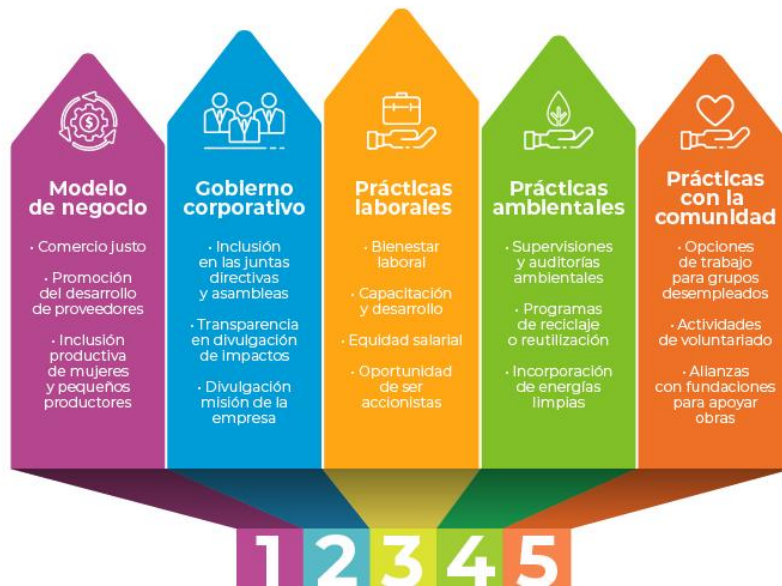 $
Modelo
de negocio
• Comercio justo
• Promoción
del desarrollo
de proveedores
• Inclusión
productiva
de mujeres
y pequeños
productores
Gobierno
corporativo
• Inclusión
en las juntas
directivas
y asambleas
• Transparencia
en divulgación
de impactos
• Divulgación
misión de la
empresa
Prácticas
laborales
• Bienestar
laboral
• Capacitación
y desarrollo
• Equidad salarial
• Oportunidad
de ser
accionistas
Prácticas
ambientales
• Supervisiones
y auditorías
ambientales
• Programas
de reciclaje
o reutilización
• Incorporación
de energías
limpias
Prácticas
con la
comunidad
• Opciones
de trabajo
para grupos
desempleados
• Actividades
de voluntariado
• Alianzas
con fundaciones
para apoyar
obras
1 2 3 4 5